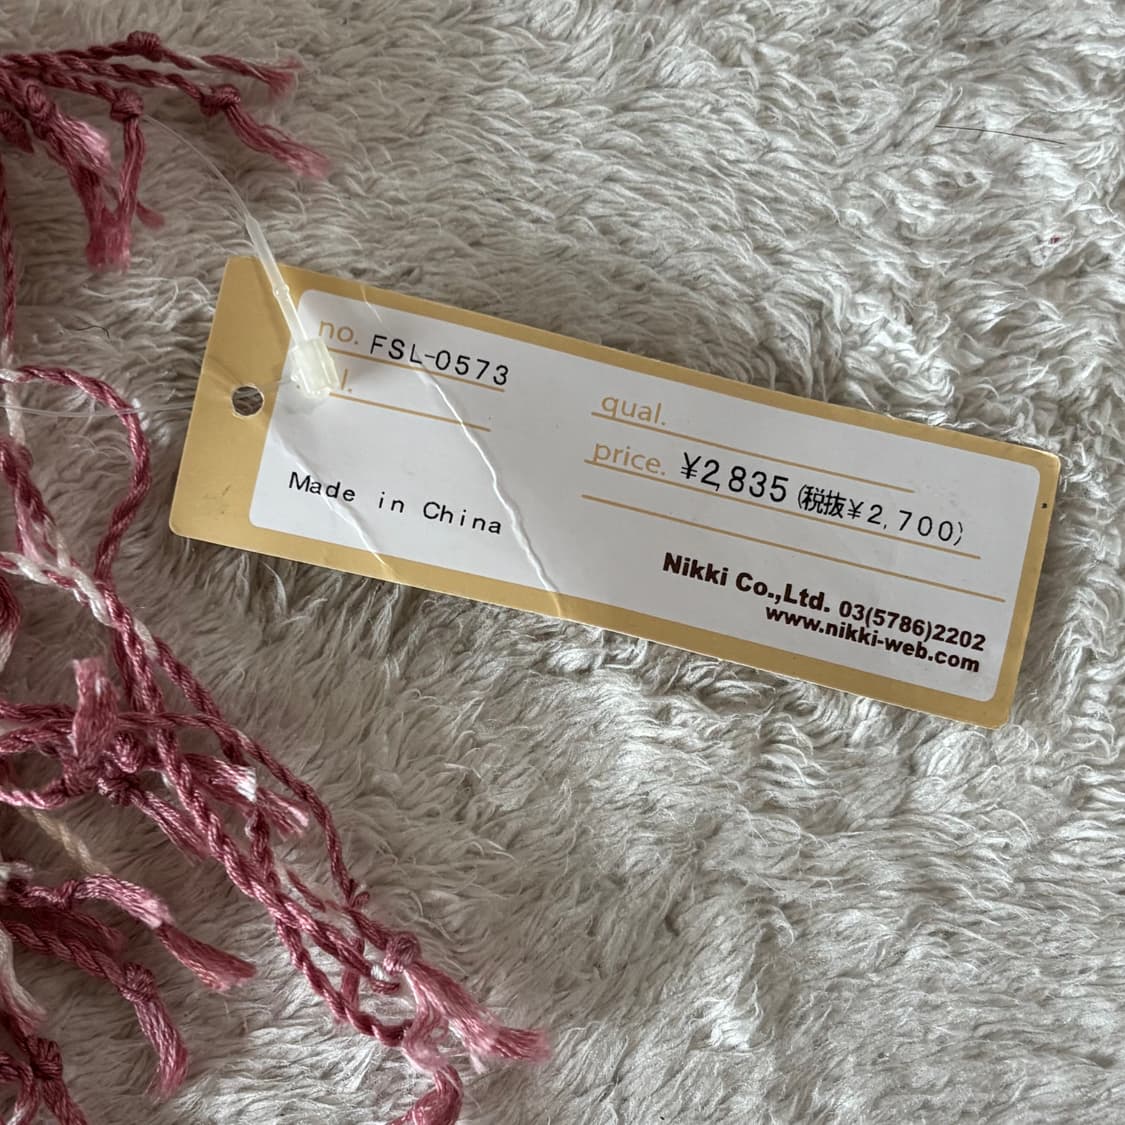 no. FSL-0573
l.
Made in China
qual.
price. ¥2,835 (税抜¥2,700)
Nikki Co.,Ltd. 03(5786)2202
www.nikki-web.com